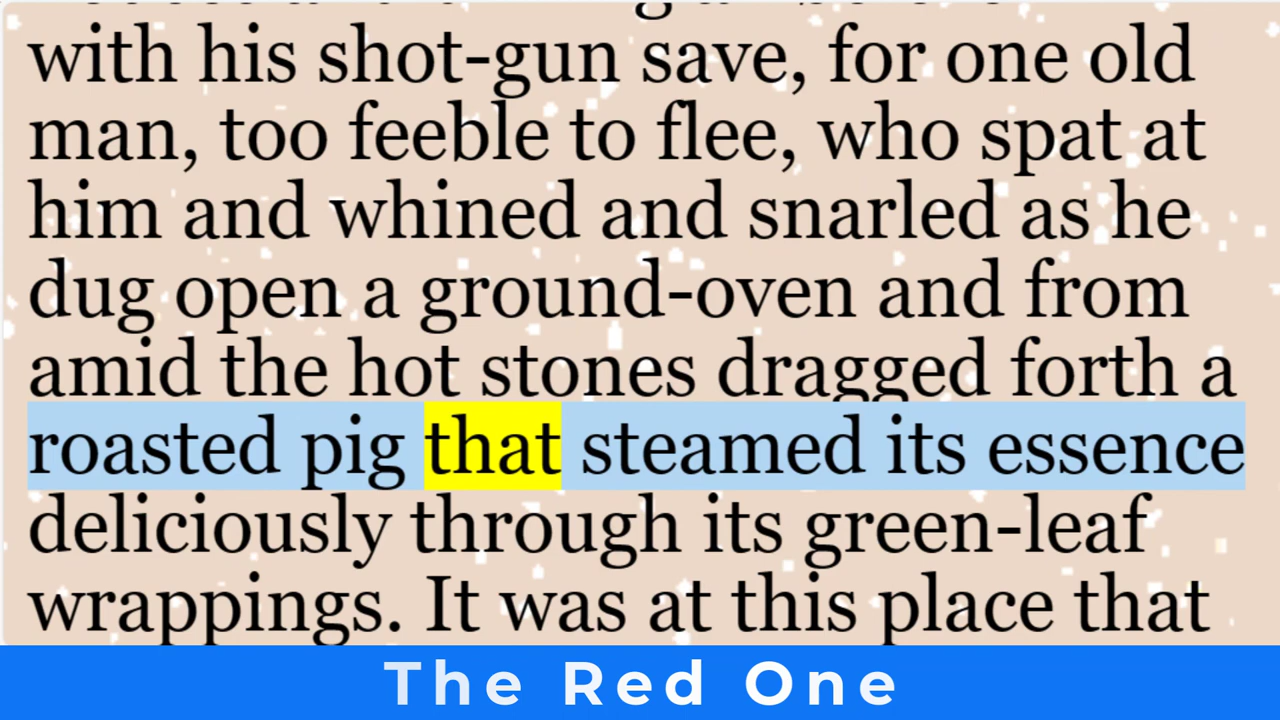 with his shot-gun save, for one old
man, too feeble to flee, who spat at
him and whined and snarled as he
dug open a ground-oven and from
amid the hot stones dragged forth a
roasted pig that steamed its essence
deliciously through its green-leaf
wrappings. It was at this place that
The Red One